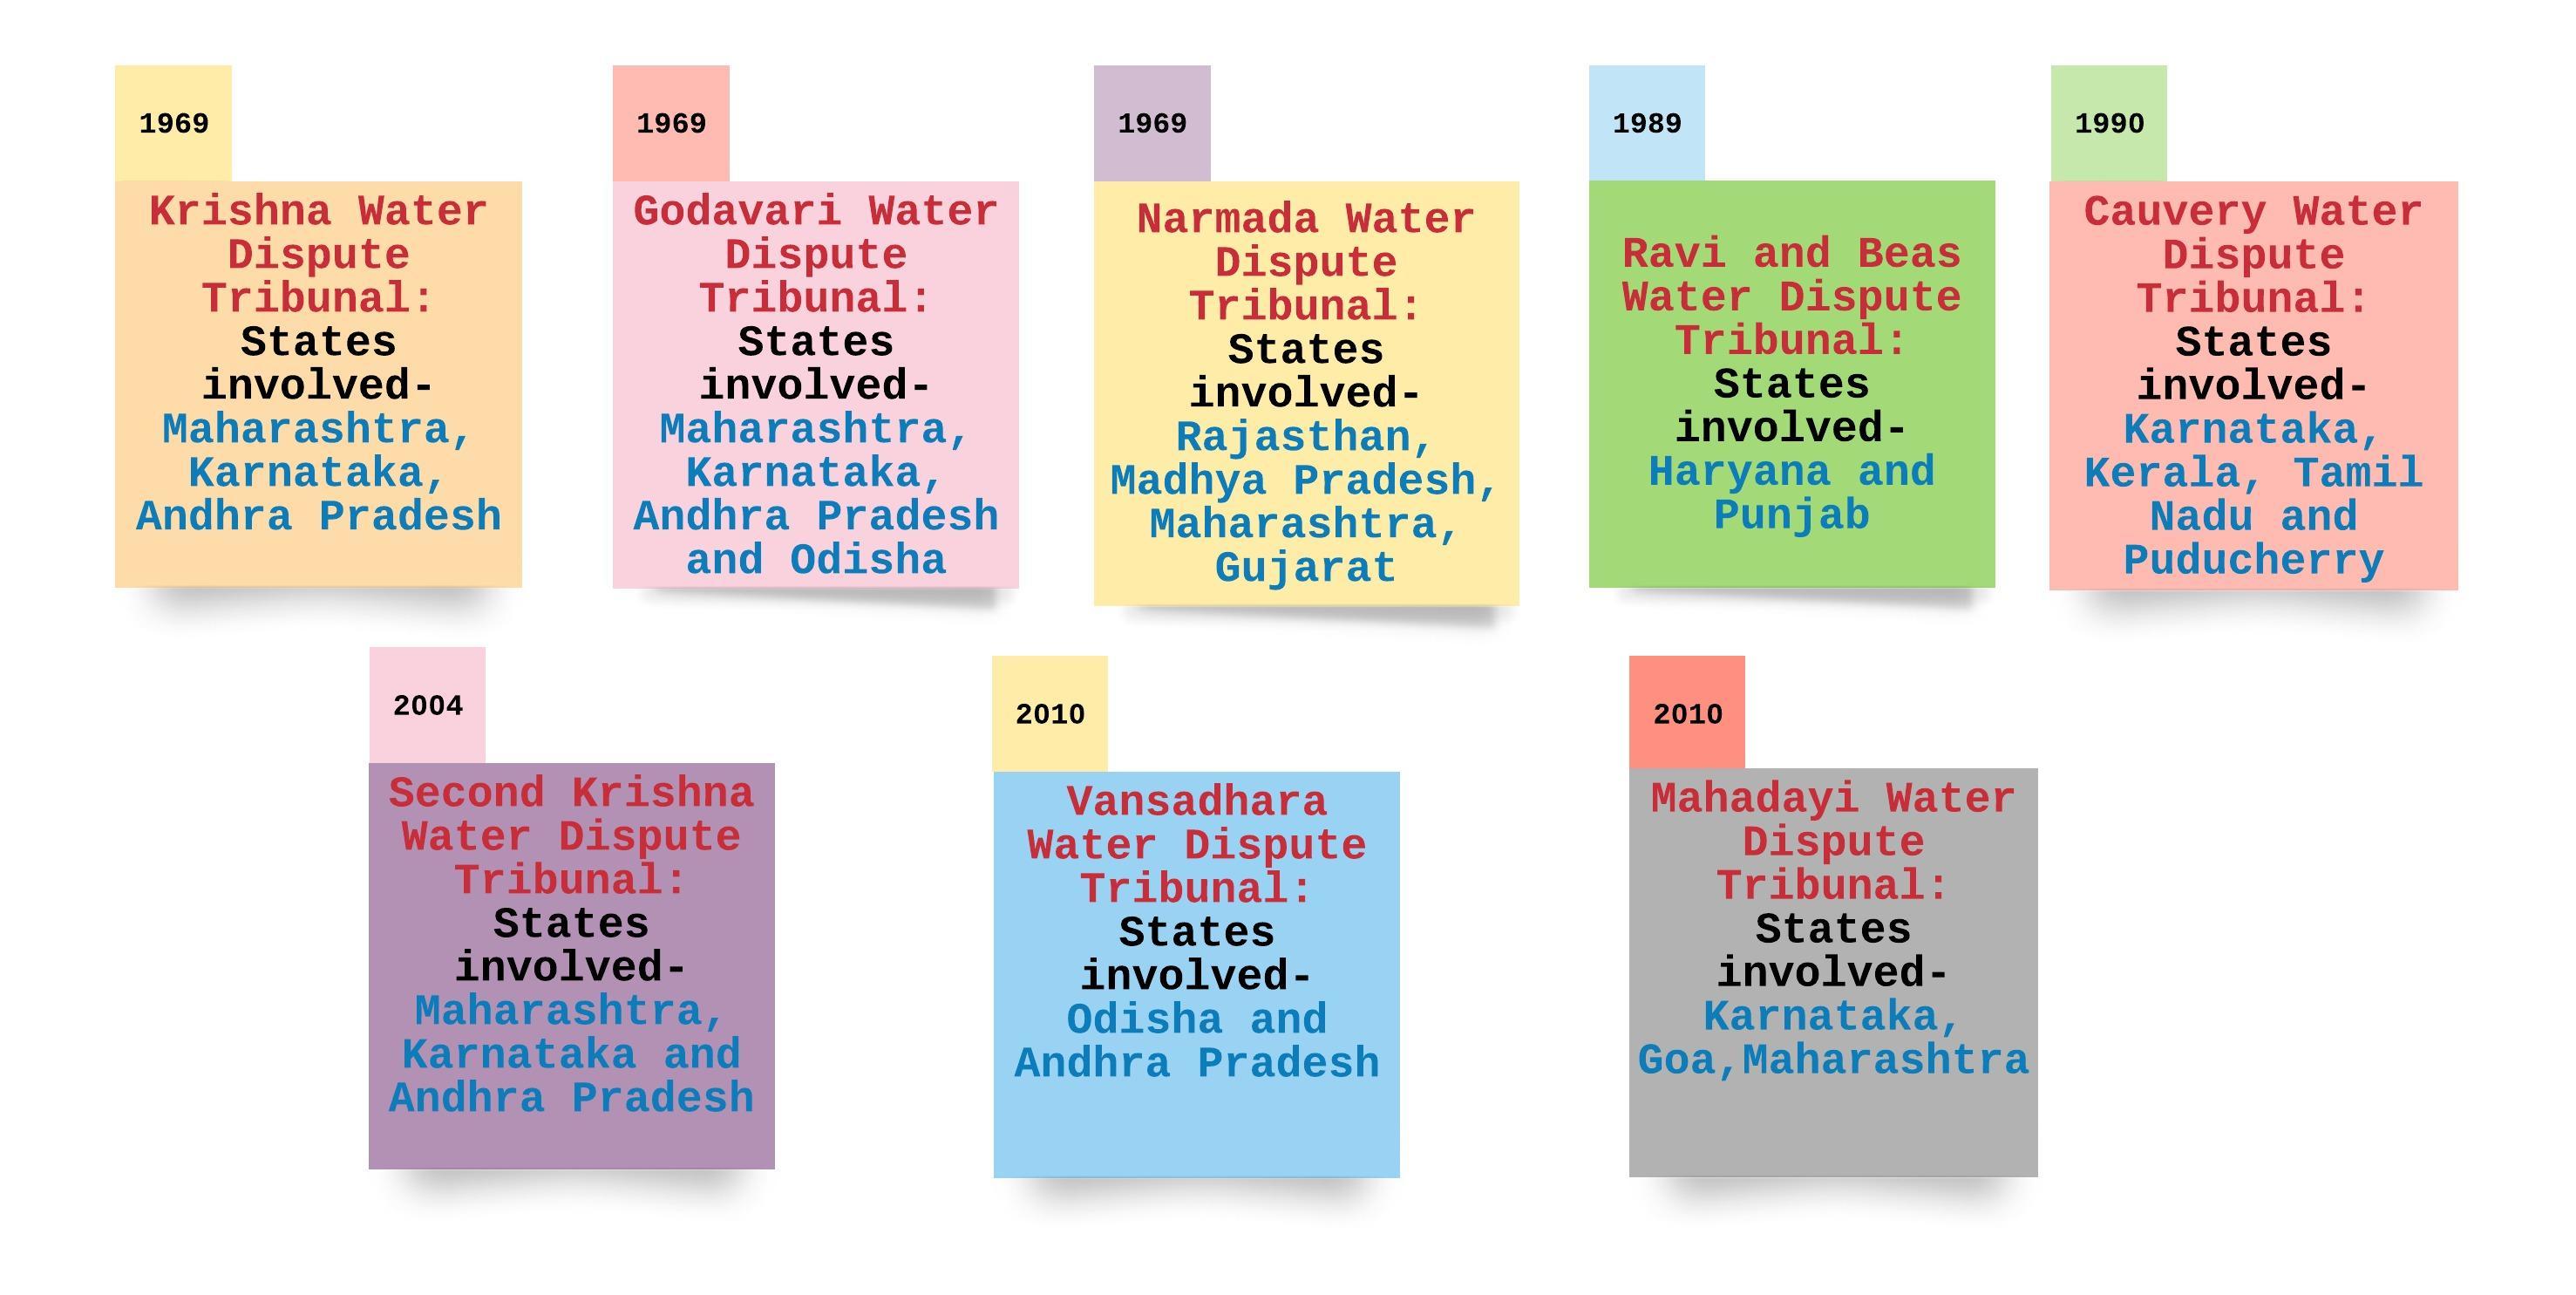 1969
Krishna Water
Dispute
Tribunal:
States
involved-
Maharashtra,
Karnataka,
Andhra Pradesh
1969
Godavari Water
Dispute
Tribunal:
States
involved-
Maharashtra,
Karnataka,
Andhra Pradesh
and Odisha
1969
Narmada Water
Dispute
Tribunal:
States
involved-
Rajasthan,
Madhya Pradesh,
Maharashtra,
Gujarat
1989
Ravi and Beas
Water Dispute
Tribunal:
States
involved-
Haryana and
Punjab
1990
Cauvery Water
Dispute
Tribunal:
States
involved-
Karnataka,
Kerala, Tamil
Nadu and
Puducherry
2004
Second Krishna
Water Dispute
Tribunal:
States
involved-
Maharashtra,
Karnataka and
Andhra Pradesh
2010
Vansadhara
Water Dispute
Tribunal:
States
involved-
Odisha and
Andhra Pradesh
2010
Mahadayi Water
Dispute
Tribunal:
States
involved-
Karnataka,
Goa,Maharashtra